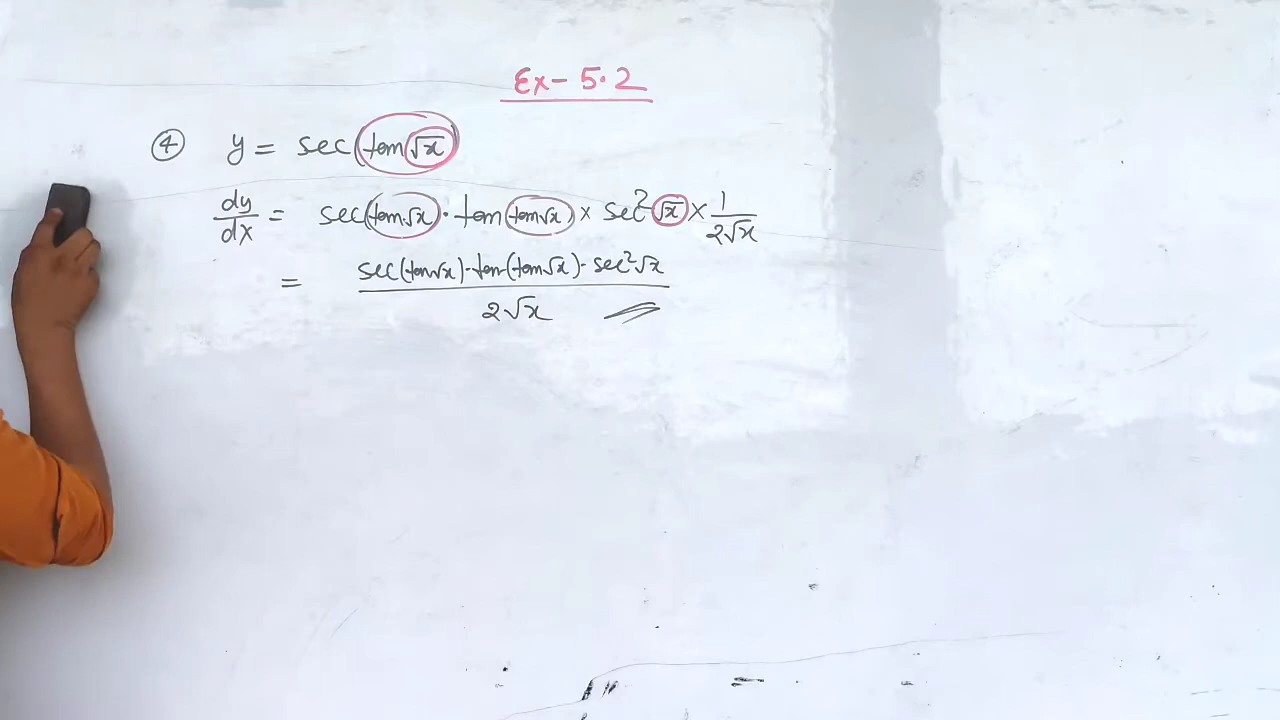 Ex - 5.2
④ y = sec(tan√x)
dy/dx = sec(tan√x) · tan(tan√x) × sec²√x × 1/2√x
= sec(tan√x) · tan(tan√x) · sec²√x / 2√x